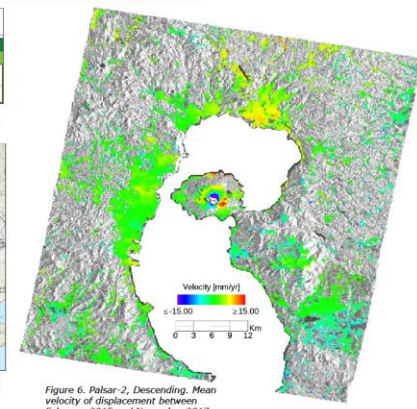 Velocity [mm/yr]
≤ -15.00 ≥ 15.00
Km
0 3 6 9 12
Figure 6. Palsar-2, Descending. Mean
velocity of displacement between